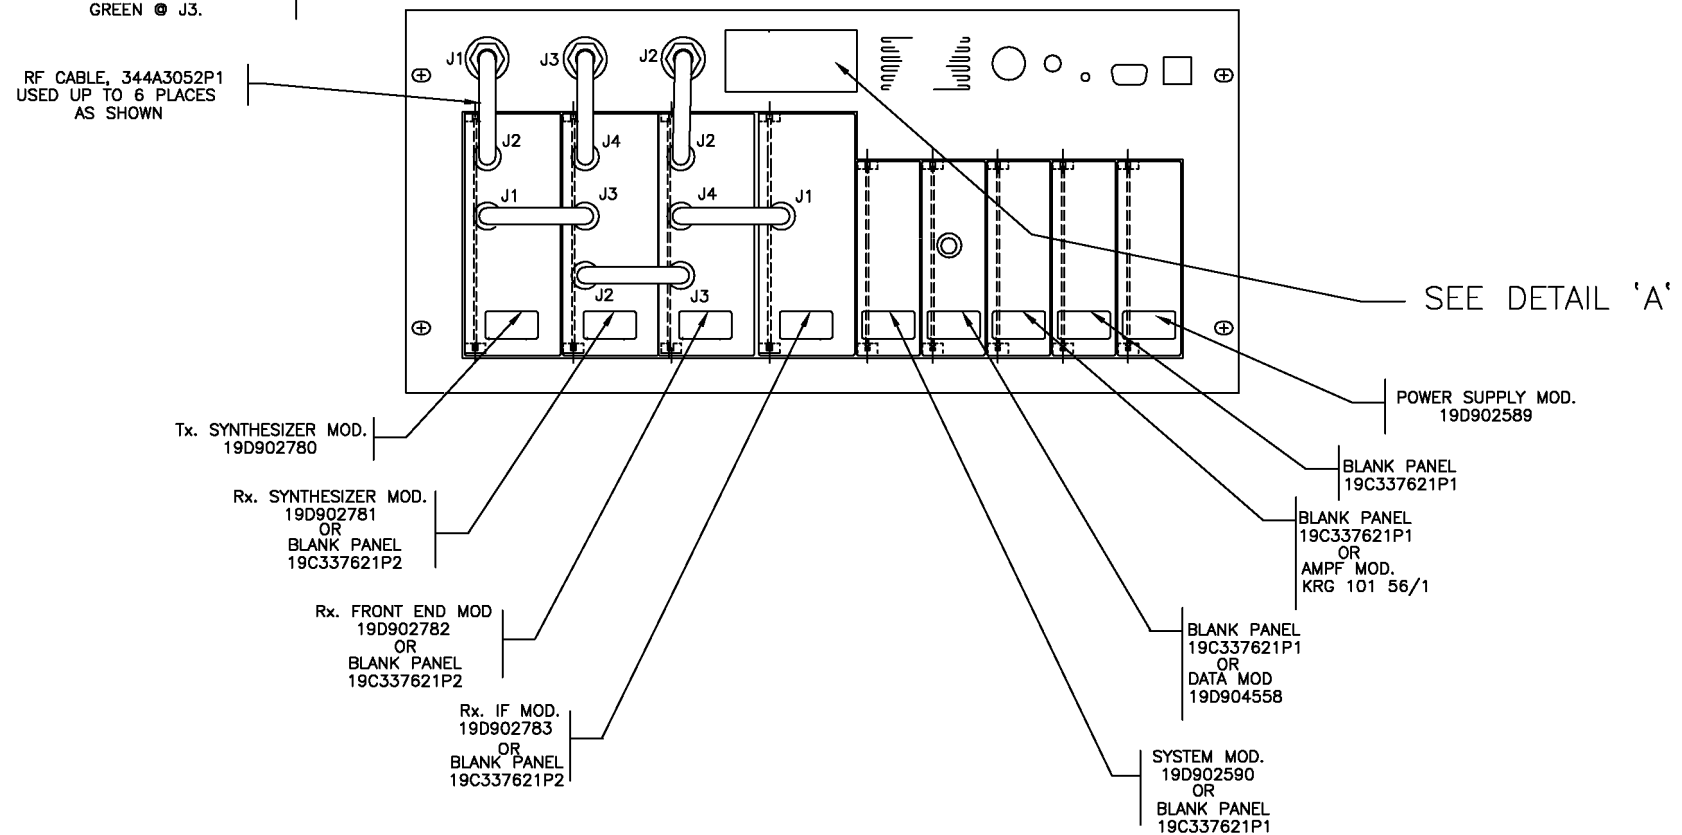 GREEN @ J3.
RF CABLE, 344A3052P1
USED UP TO 6 PLACES
AS SHOWN
J1
J3
J2
J2
J4
J2
J1
J3
J4
J1
J2
J3
SEE DETAIL 'A'
POWER SUPPLY MOD.
19D902589
BLANK PANEL
19C337621P1
BLANK PANEL
19C337621P1
OR
AMPF MOD.
KRG 101 56/1
BLANK PANEL
19C337621P1
OR
DATA MOD
19D904558
SYSTEM MOD.
19D902590
OR
BLANK PANEL
19C337621P1
Tx. SYNTHESIZER MOD.
19D902780
Rx. SYNTHESIZER MOD.
19D902781
OR
BLANK PANEL
19C337621P2
Rx. FRONT END MOD
19D902782
OR
BLANK PANEL
19C337621P2
Rx. IF MOD.
19D902783
OR
BLANK PANEL
19C337621P2